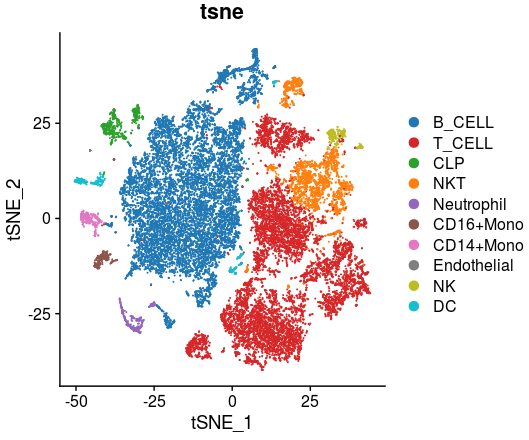 tsne
tSNE_2
25
0
-25
-50
-25
0
25
tSNE_1
B_CELL
T_CELL
CLP
NKT
Neutrophil
CD16+Mono
CD14+Mono
Endothelial
NK
DC